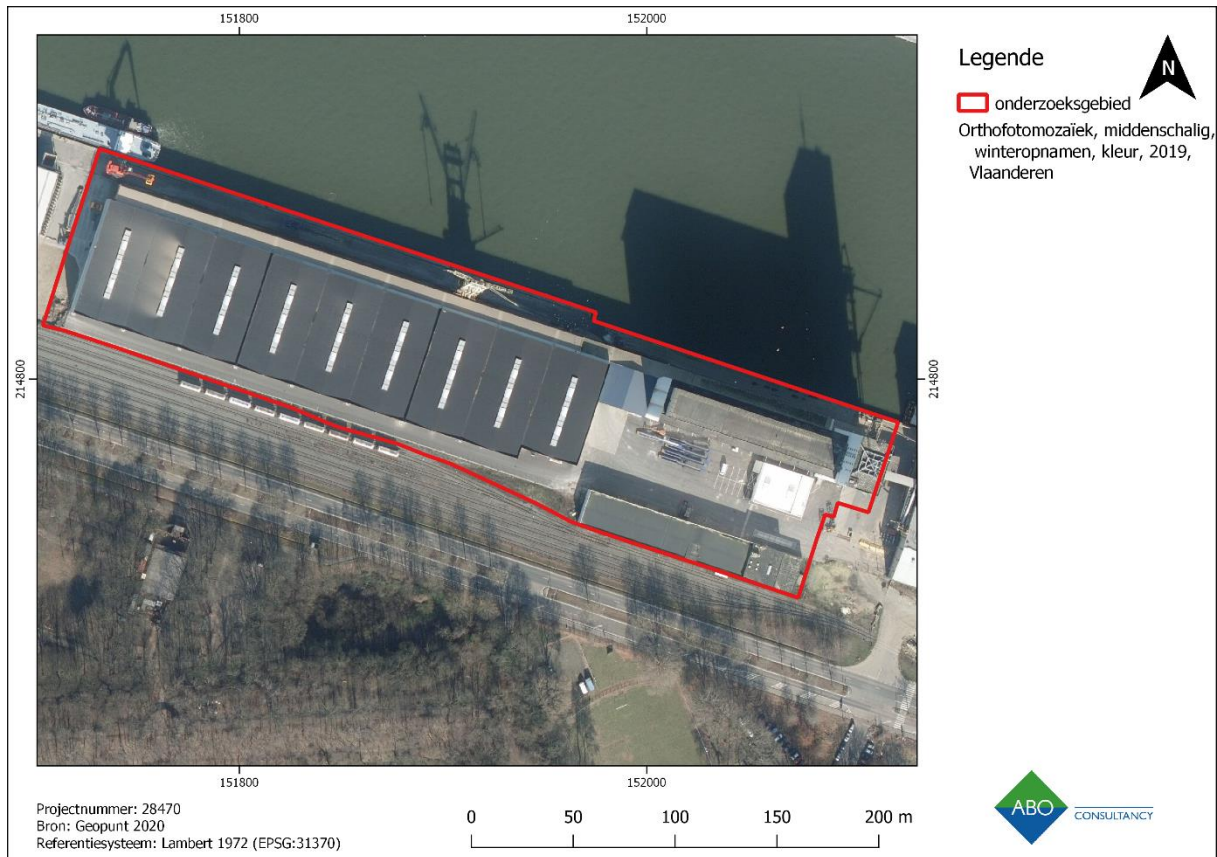 151800
152000
Legende
N
onderzoeksgebied
Orthofotomozaïek, middenschalig,
winteropnamen, kleur, 2019,
Vlaanderen
214800
214800
151800
152000
Projectnummer: 28470
Bron: Geopunt 2020
Referentiesysteem: Lambert 1972 (EPSG:31370)
0 50 100 150 200 m
ABO CONSULTANCY